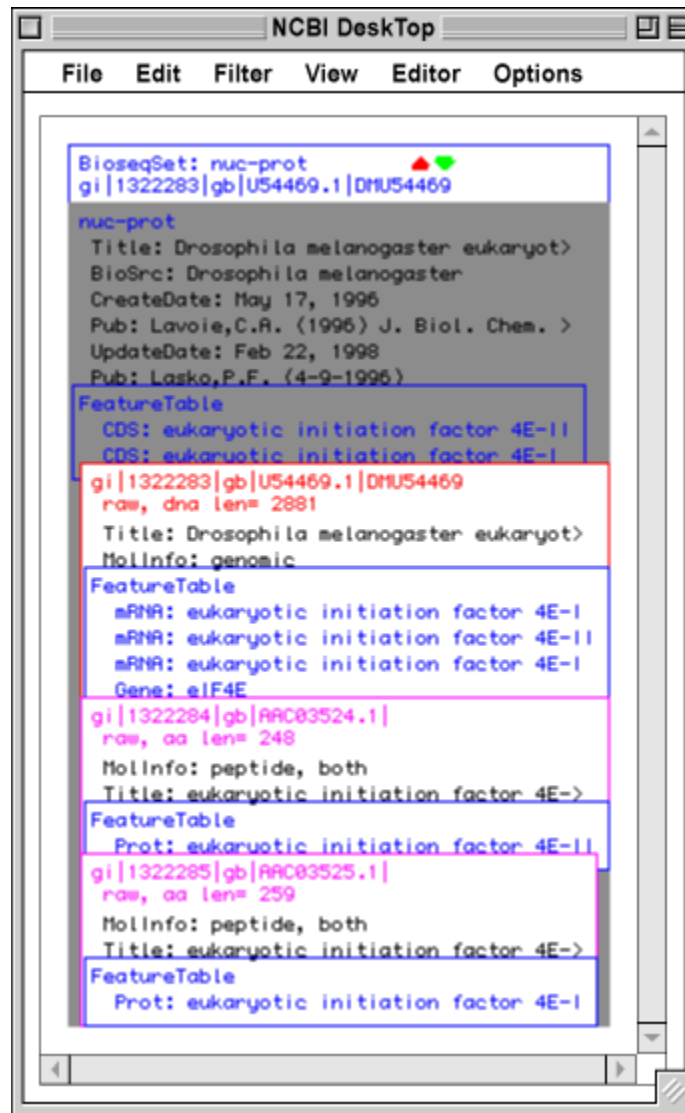 NCBI DeskTop
File Edit Filter View Editor Options
BioseqSet: nuc-prot
gi|1322283|gb|U54469.1|DMU54469
nuc-prot
Title: Drosophila melanogaster eukaryot>
BioSrc: Drosophila melanogaster
CreateDate: May 17, 1996
Pub: Lavoie,C.A. (1996) J. Biol. Chem. >
UpdateDate: Feb 22, 1998
Pub: Lasko,P.F. (4-9-1996)
FeatureTable
CDS: eukaryotic initiation factor 4E-II
CDS: eukaryotic initiation factor 4E-I
gi|1322283|gb|U54469.1|DMU54469
raw, dna len= 2881
Title: Drosophila melanogaster eukaryot>
MolInfo: genomic
FeatureTable
mRNA: eukaryotic initiation factor 4E-I
mRNA: eukaryotic initiation factor 4E-II
mRNA: eukaryotic initiation factor 4E-I
Gene: eIF4E
gi|1322284|gb|AAC03524.1|
raw, aa len= 248
MolInfo: peptide, both
Title: eukaryotic initiation factor 4E->
FeatureTable
Prot: eukaryotic initiation factor 4E-II
gi|1322285|gb|AAC03525.1|
raw, aa len= 259
MolInfo: peptide, both
Title: eukaryotic initiation factor 4E->
FeatureTable
Prot: eukaryotic initiation factor 4E-I